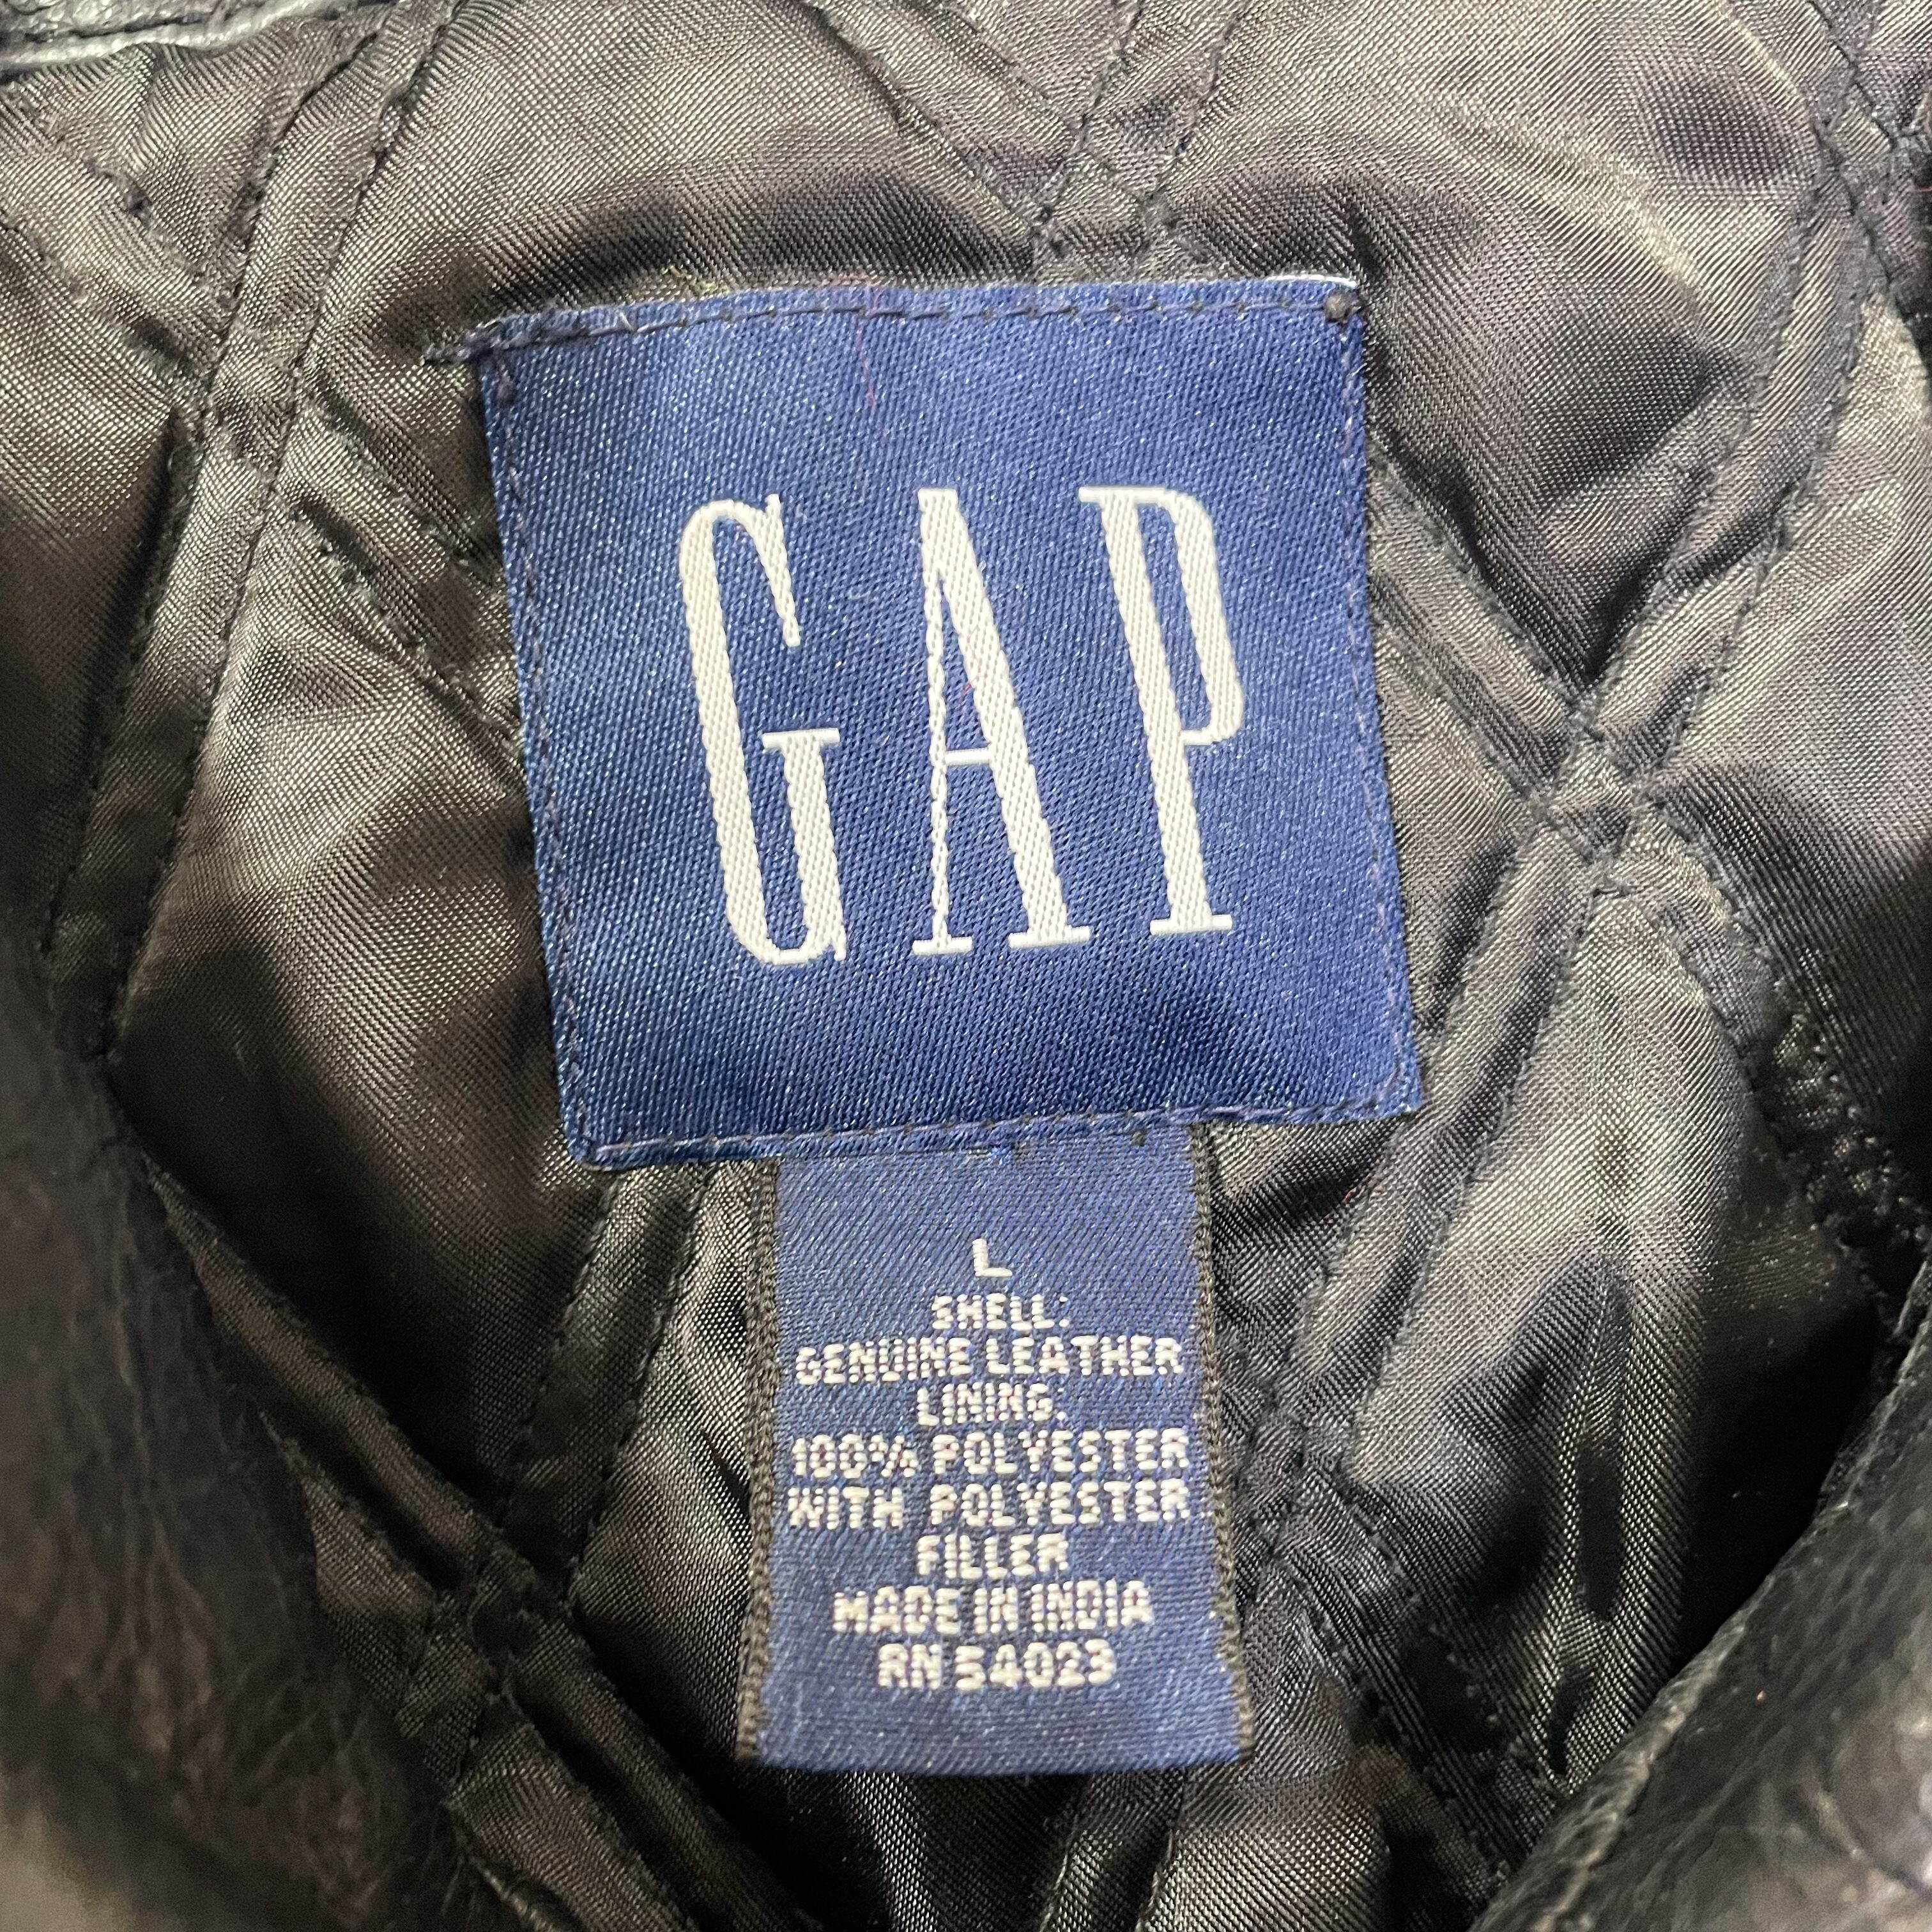 GAP
L
SHELL:
GENUINE LEATHER
LINING:
100% POLYESTER
WITH POLYESTER
FILLER
MADE IN INDIA
RN 54023